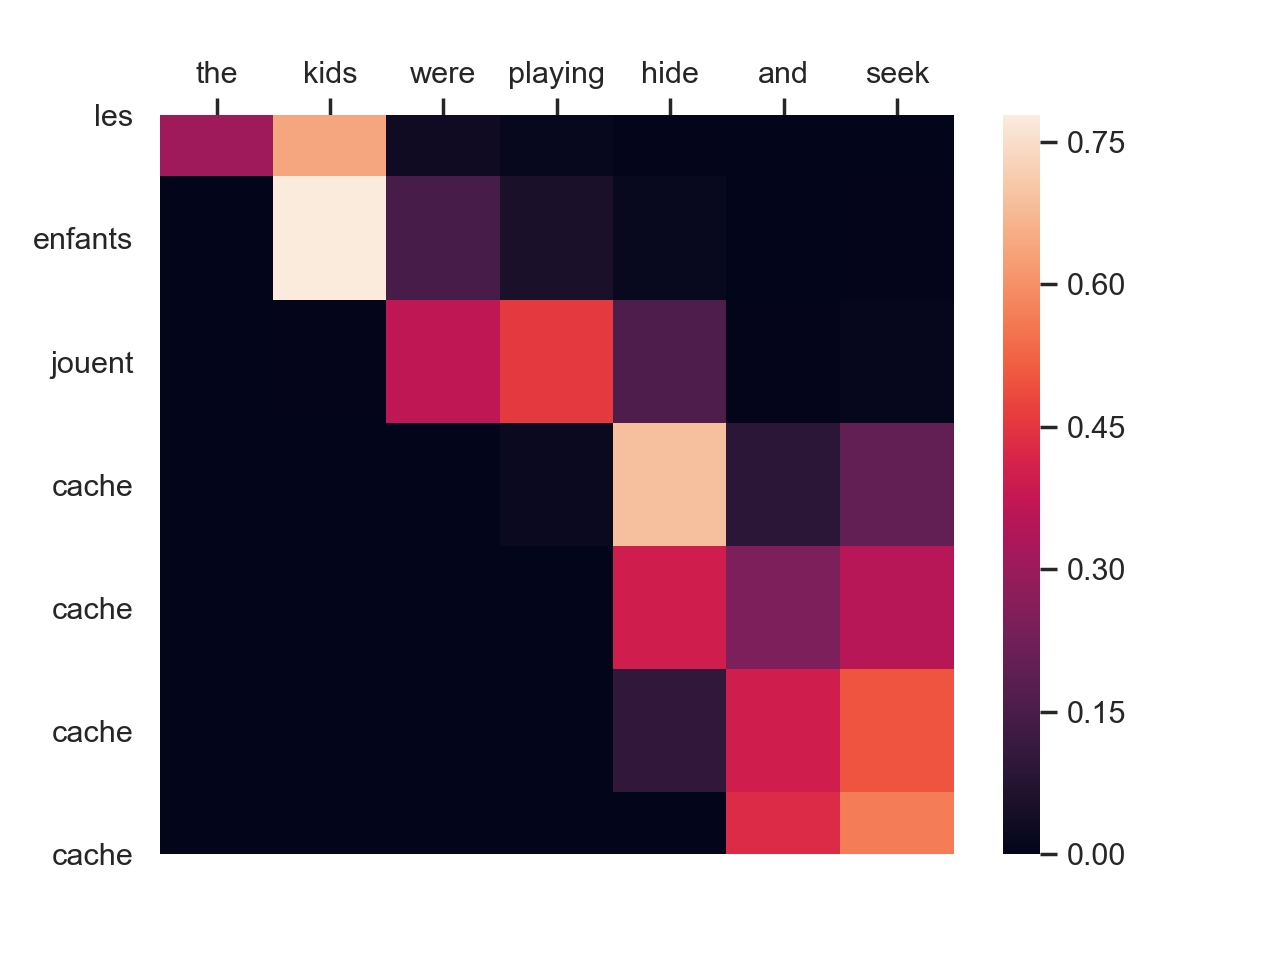 the kids were playing hide and seek
les
enfants
jouent
cache
cache
cache
cache
0.75
0.60
0.45
0.30
0.15
0.00